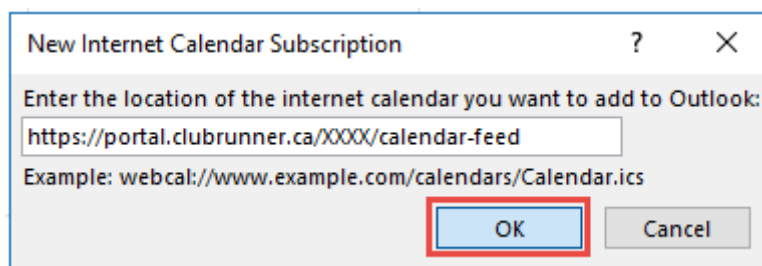 New Internet Calendar Subscription ?
Enter the location of the internet calendar you want to add to Outlook:
https://portal.clubrunner.ca/XXXX/calendar-feed
Example: webcal://www.example.com/calendars/Calendar.ics
OK Cancel